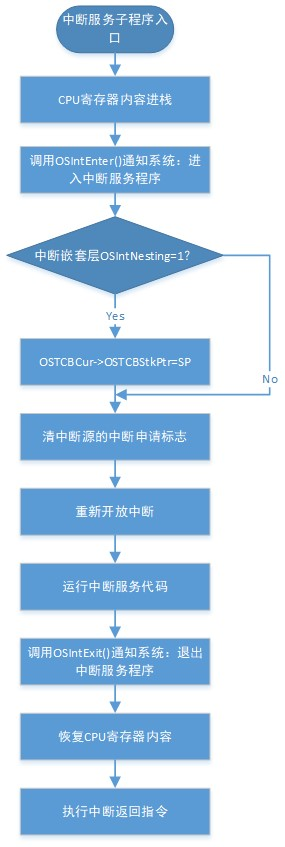 中断服务子程序入
口
CPU寄存器内容进栈
调用OSIntEnter()通知系统：进
入中断服务程序
中断嵌套层OSIntNesting=1?
Yes
OSTCBCur->OSTCBStkPtr=SP
No
清中断源的中断申请标志
重新开放中断
运行中断服务代码
调用OSIntExit()通知系统：退出
中断服务程序
恢复CPU寄存器内容
执行中断返回指令